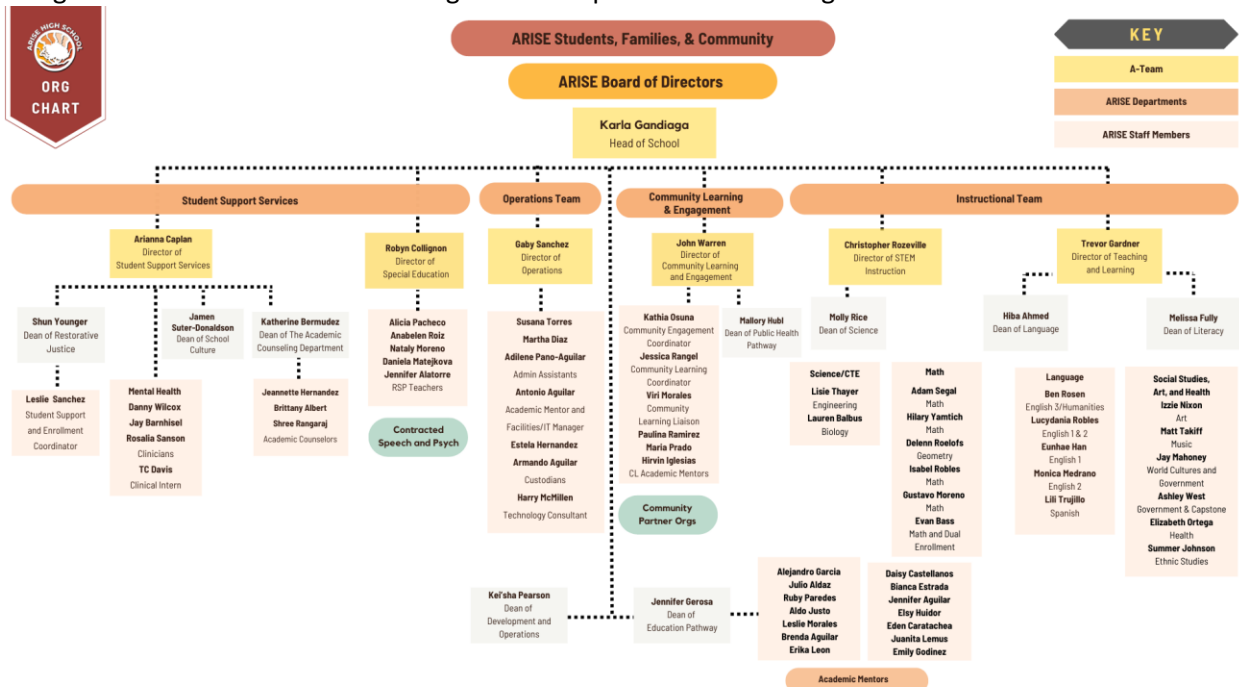 ARISE HIGH SCHOOL
ORG
CHART
ARISE Students, Families, & Community
ARISE Board of Directors
Karla Gandiaga
Head of School
KEY
A-Team
ARISE Departments
ARISE Staff Members
Student Support Services
Operations Team
Community Learning
& Engagement
Instructional Team
Arianna Caplan
Director of
Student Support Services
Robyn Collignon
Director of
Special Education
Gaby Sanchez
Director of
Operations
John Warren
Director of
Community Learning
and Engagement
Christopher Rozeville
Director of STEM
Instruction
Trevor Gardner
Director of Teaching
and Learning
Shun Younger
Dean of Restorative
Justice
Jamen
Suter-Donaldson
Dean of School
Culture
Katherine Bermudez
Dean of The Academic
Counseling Department
Leslie Sanchez
Student Support
and Enrollment
Coordinator
Mental Health
Danny Wilcox
Jay Barnhisel
Rosalia Sanson
Clinicians
TC Davis
Clinical Intern
Jeannette Hernandez
Brittany Albert
Shree Rangaraj
Academic Counselors
Alicia Pacheco
Anabelen Roiz
Nataly Moreno
Daniela Matejkova
Jennifer Alatorre
RSP Teachers
Contracted
Speech and Psych
Susana Torres
Martha Diaz
Adilene Pano-Aguilar
Admin Assistants
Antonio Aguilar
Academic Mentor and
Facilities/IT Manager
Estela Hernandez
Armando Aguilar
Custodians
Harry McMillen
Technology Consultant
Kathia Osuna
Community Engagement
Coordinator
Jessica Rangel
Community Learning
Coordinator
Viri Morales
Community
Learning Liaison
Paulina Ramirez
Maria Prado
Hirvin Iglesias
CL Academic Mentors
Community
Partner Orgs
Mallory Hubl
Dean of Public Health
Pathway
Molly Rice
Dean of Science
Science/CTE
Lisie Thayer
Engineering
Lauren Balbus
Biology
Math
Adam Segal
Math
Hilary Yamtich
Math
Delenn Roelofs
Geometry
Isabel Robles
Math
Gustavo Moreno
Math
Evan Bass
Math and Dual
Enrollment
Hiba Ahmed
Dean of Language
Language
Ben Rosen
English 3/Humanities
Lucydania Robles
English 1 & 2
Eunhae Han
English 1
Monica Medrano
English 2
Lili Trujillo
Spanish
Melissa Fully
Dean of Literacy
Social Studies,
Art, and Health
Izzie Nixon
Art
Matt Takiff
Music
Jay Mahoney
World Cultures and
Government
Ashley West
Government & Capstone
Elizabeth Ortega
Health
Summer Johnson
Ethnic Studies
Kei'sha Pearson
Dean of
Development and
Operations
Jennifer Gerosa
Dean of
Education Pathway
Alejandro Garcia
Julio Aldaz
Ruby Paredes
Aldo Justo
Leslie Morales
Brenda Aguilar
Erika Leon
Daisy Castellanos
Bianca Estrada
Jennifer Aguilar
Elsy Huidor
Eden Caratachea
Juanita Lemus
Emily Godinez
Academic Mentors